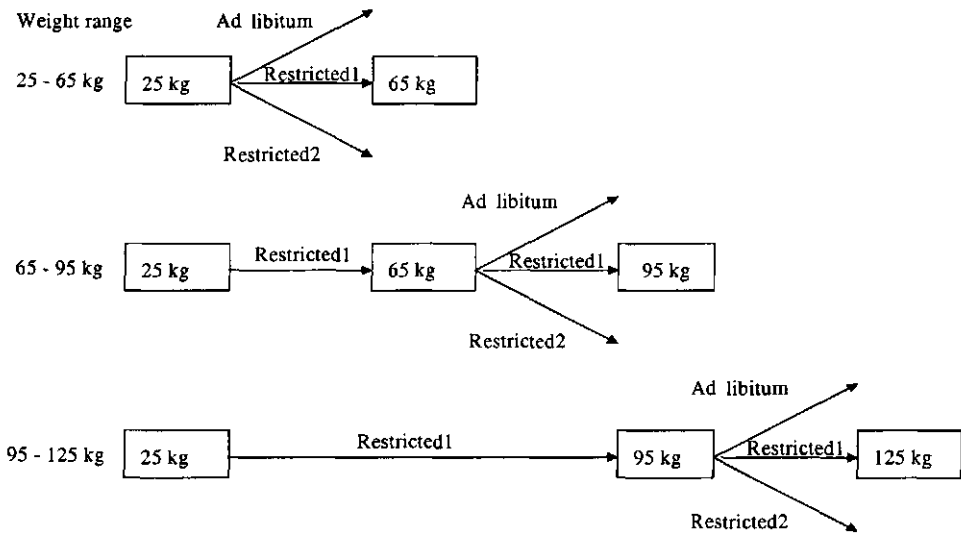 Weight range
Ad libitum
25 - 65 kg
25 kg
Restricted1
65 kg
Restricted2
Ad libitum
65 - 95 kg
25 kg
Restricted1
65 kg
Restricted1
95 kg
Restricted2
Ad libitum
95 - 125 kg
25 kg
Restricted1
95 kg
Restricted1
125 kg
Restricted2